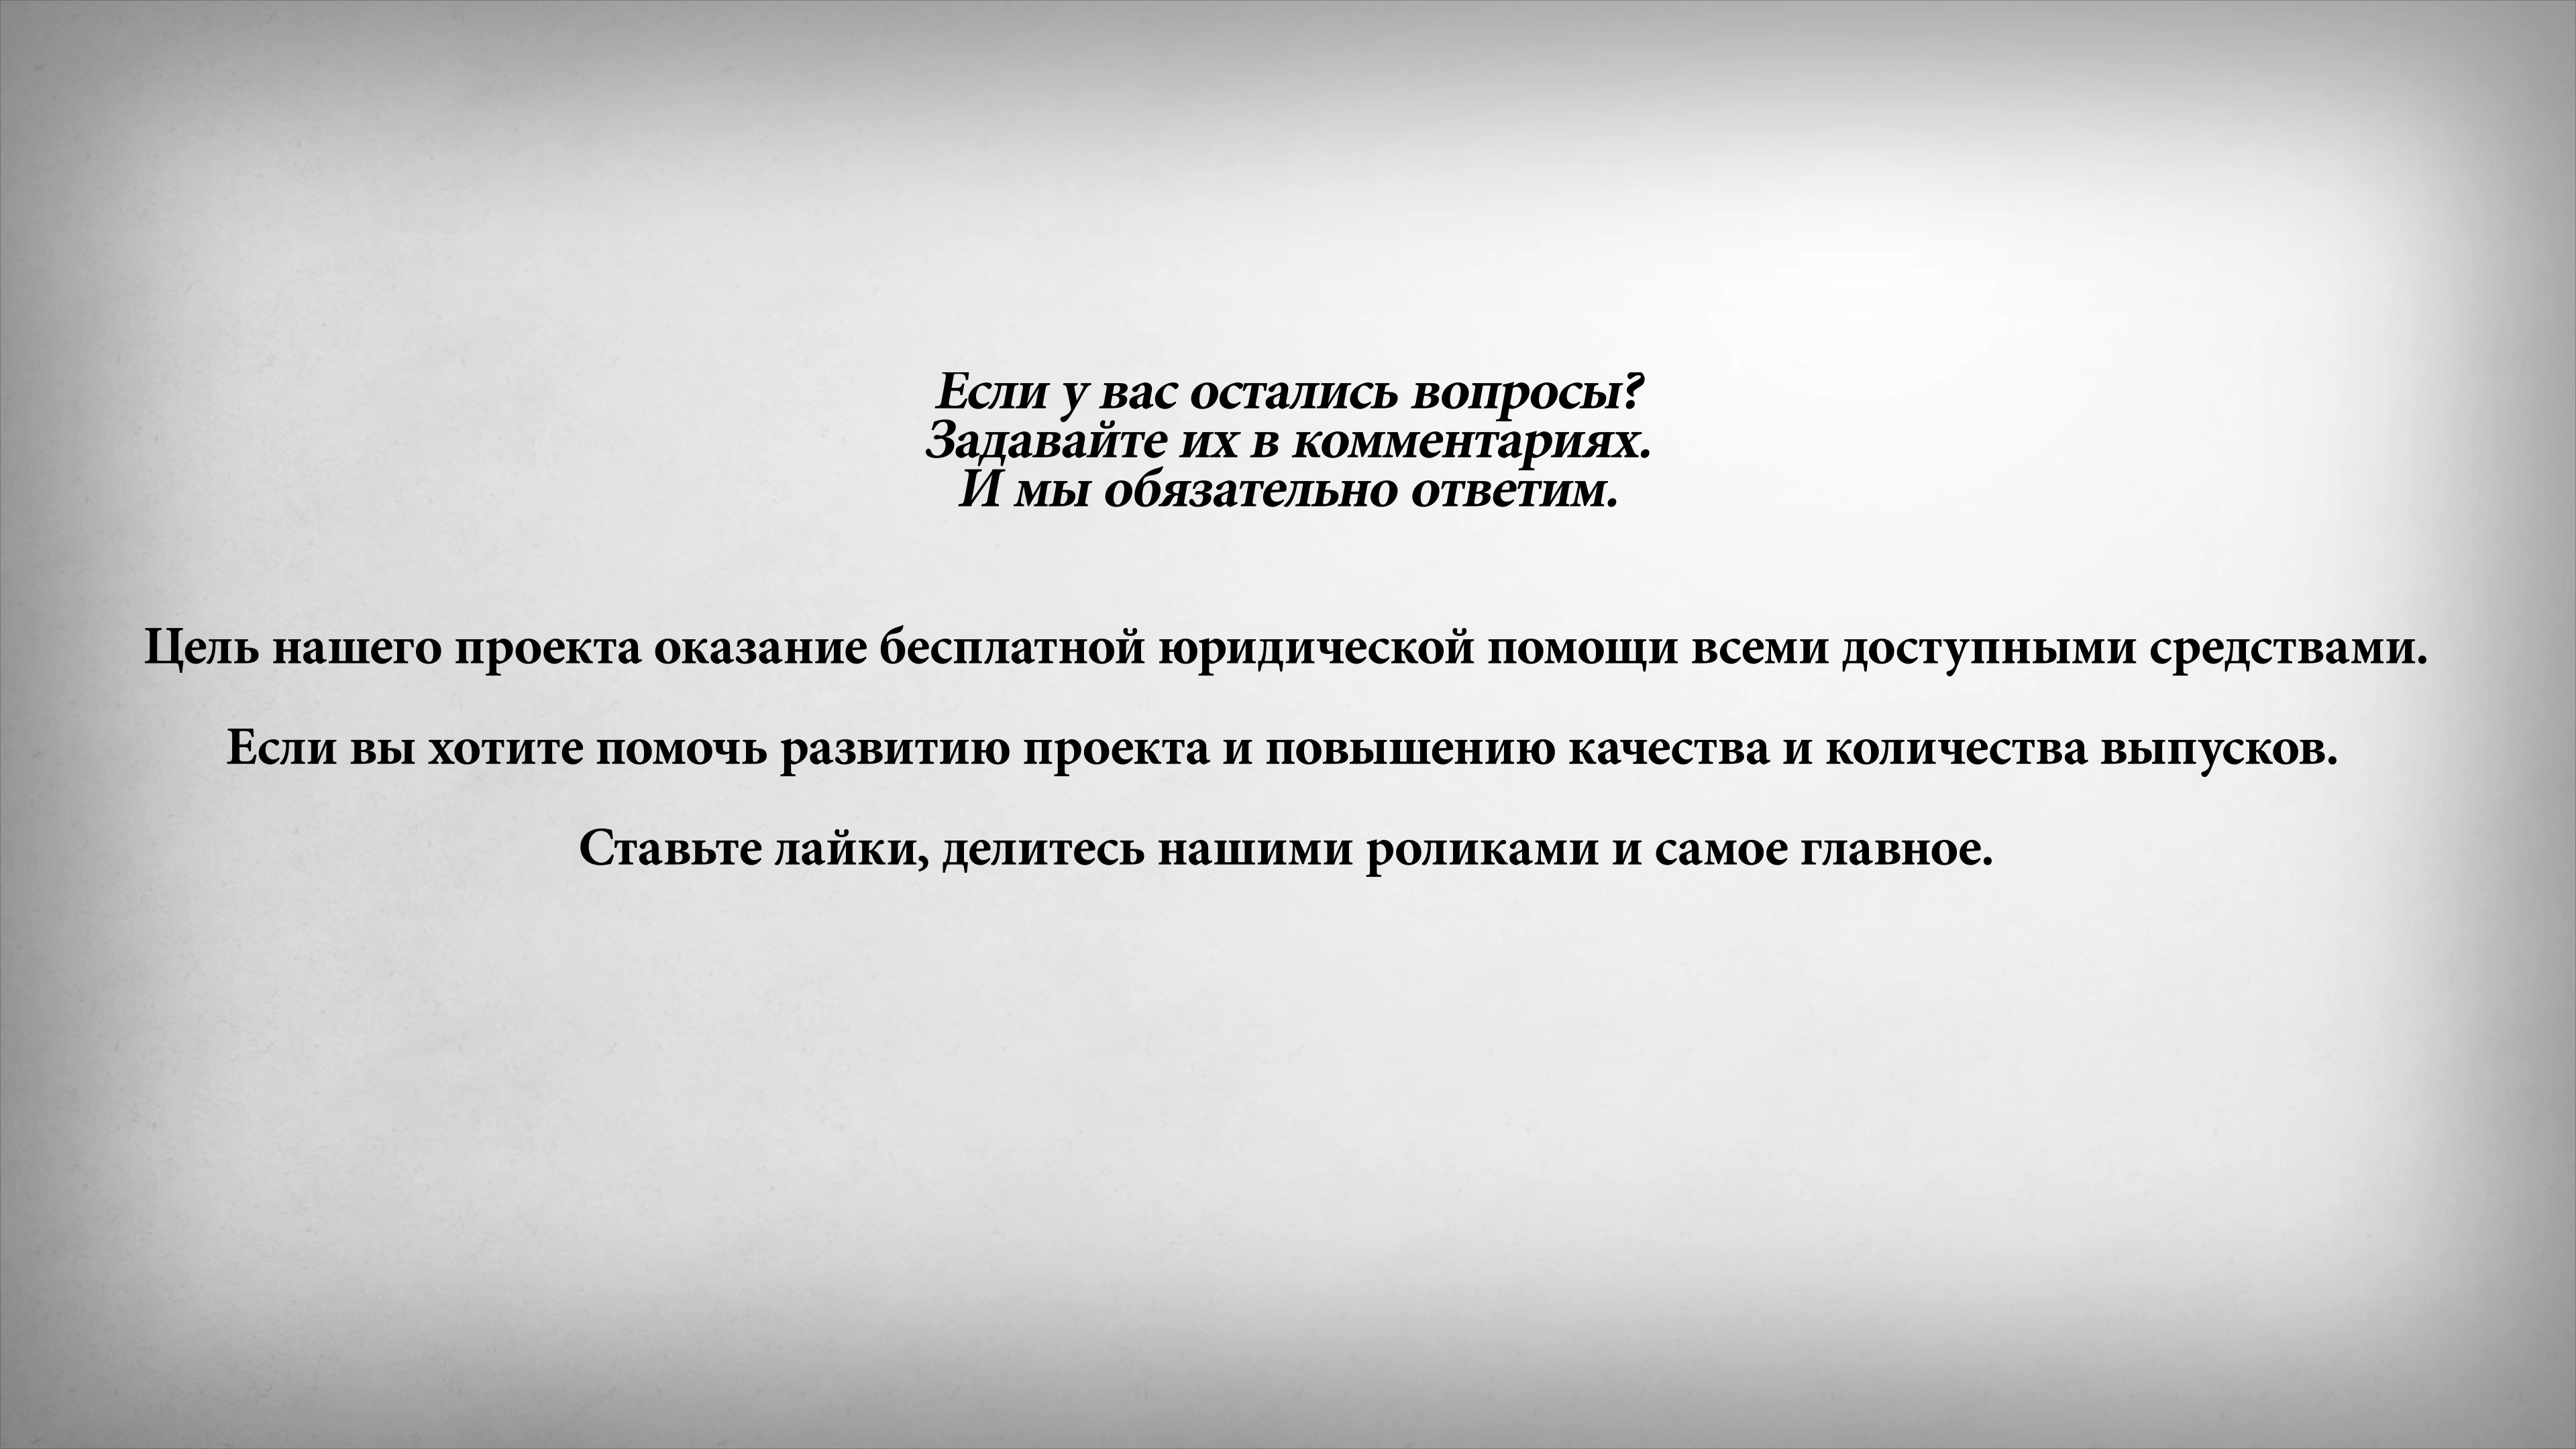 Если у вас остались вопросы?
Задавайте их в комментариях.
И мы обязательно ответим.
Цель нашего проекта оказание бесплатной юридической помощи всеми доступными средствами.
Если вы хотите помочь развитию проекта и повышению качества и количества выпусков.
Ставьте лайки, делитесь нашими роликами и самое главное.